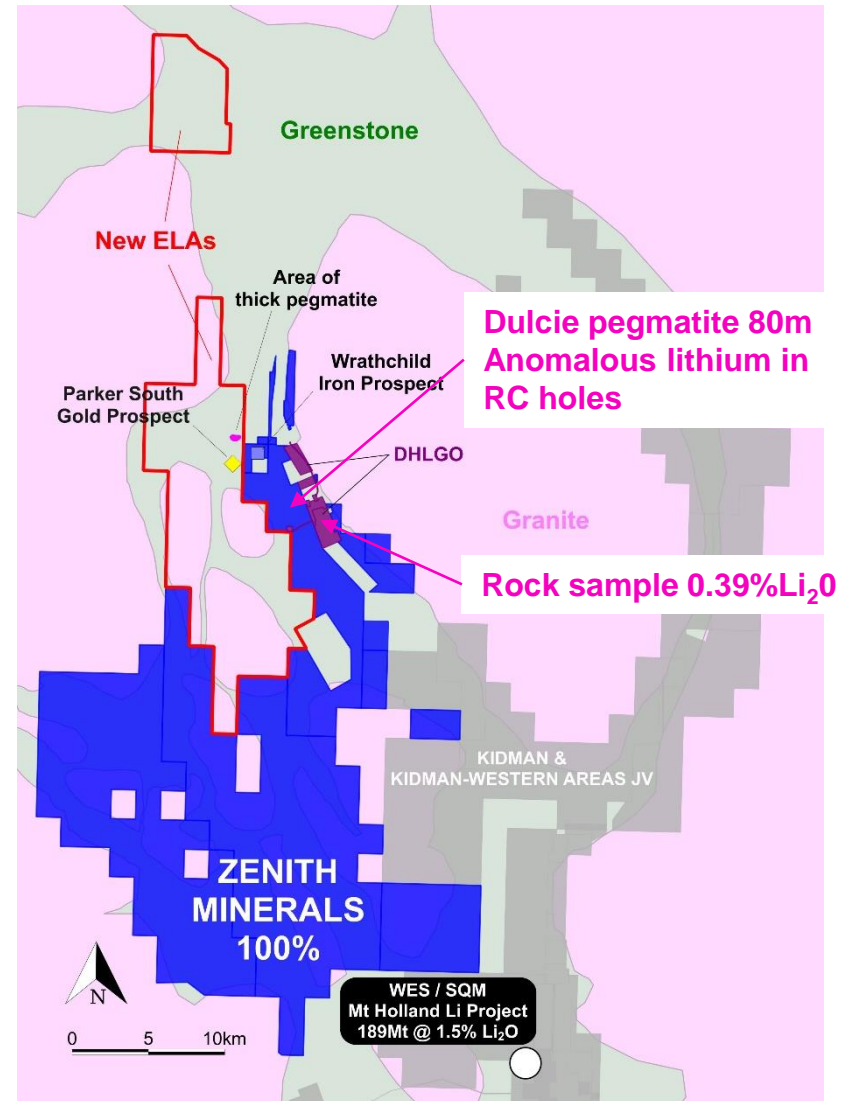 Greenstone
New ELAs
Area of
thick pegmatite
Dulcie pegmatite 80m
Anomalous lithium in
RC holes
Wrathchild
Iron Prospect
Parker South
Gold Prospect
DHLGO
Granite
Rock sample 0.39%Li₂0
KIDMAN &
KIDMAN-WESTERN AREAS JV
ZENITH
MINERALS
100%
N
0 5 10km
WES / SQM
Mt Holland Li Project
189Mt @ 1.5% Li₂O